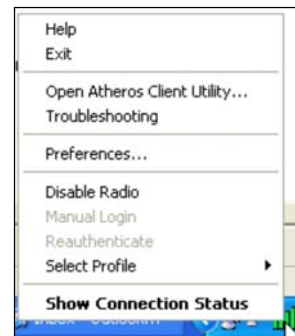 Help
Exit
Open Atheros Client Utility...
Troubleshooting
Preferences...
Disable Radio
Manual Login
Reauthenticate
Select Profile
Show Connection Status